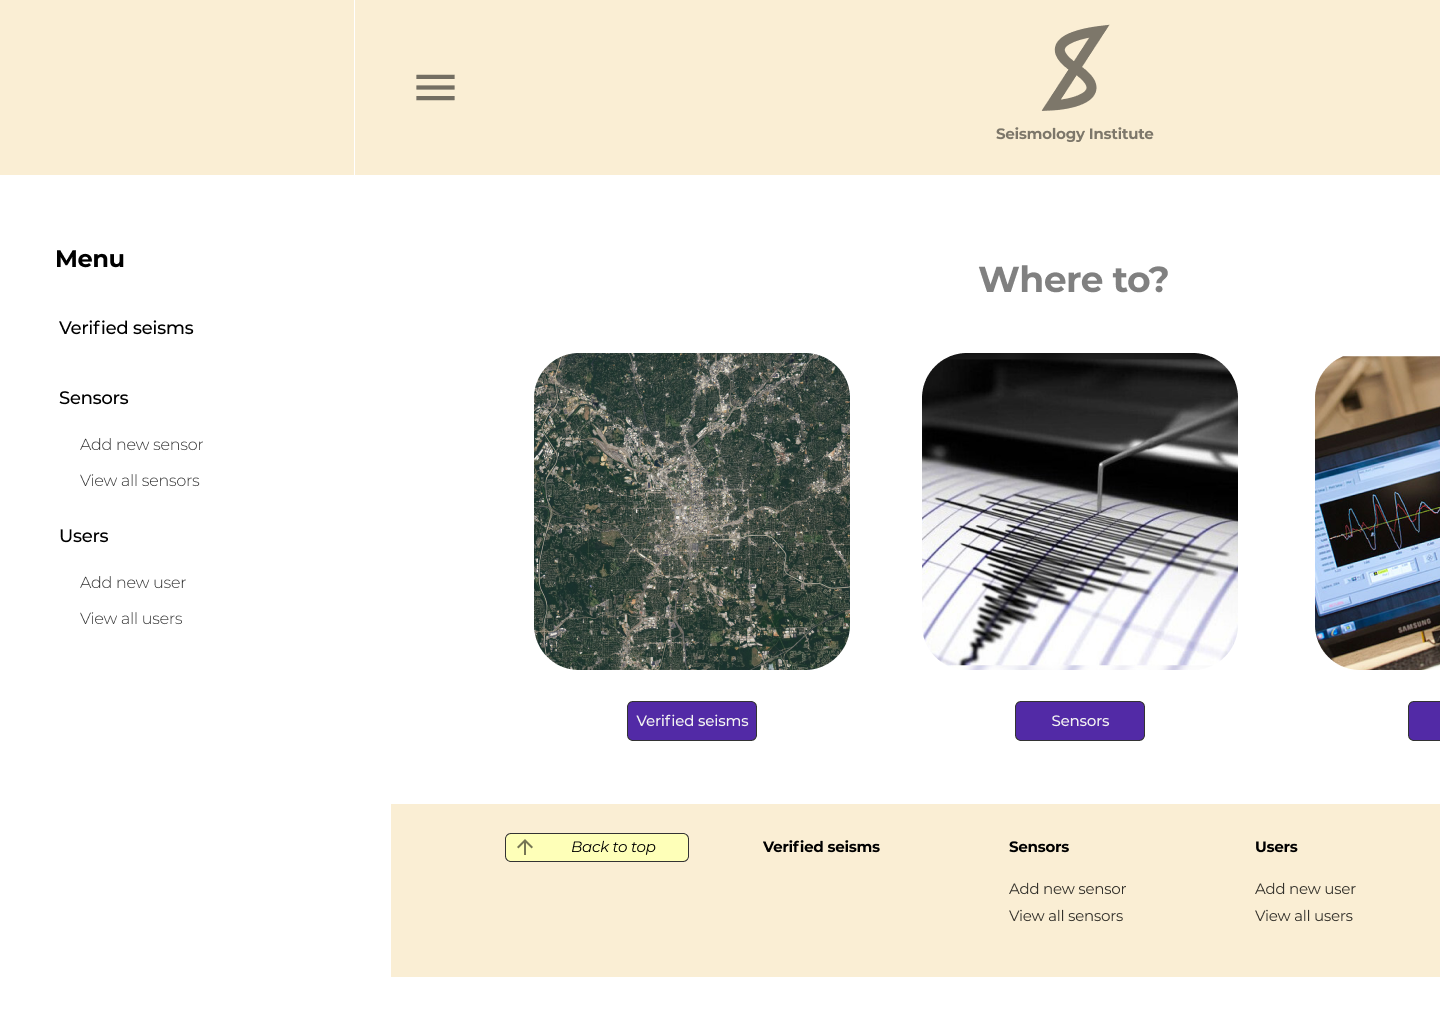 Seismology Institute
Menu
Verified seisms
Sensors
Add new sensor
View all sensors
Users
Add new user
View all users
Where to?
SAMSUNG
Verified seisms
Sensors
Back to top
Verified seisms
Sensors
Add new sensor
View all sensors
Users
Add new user
View all users